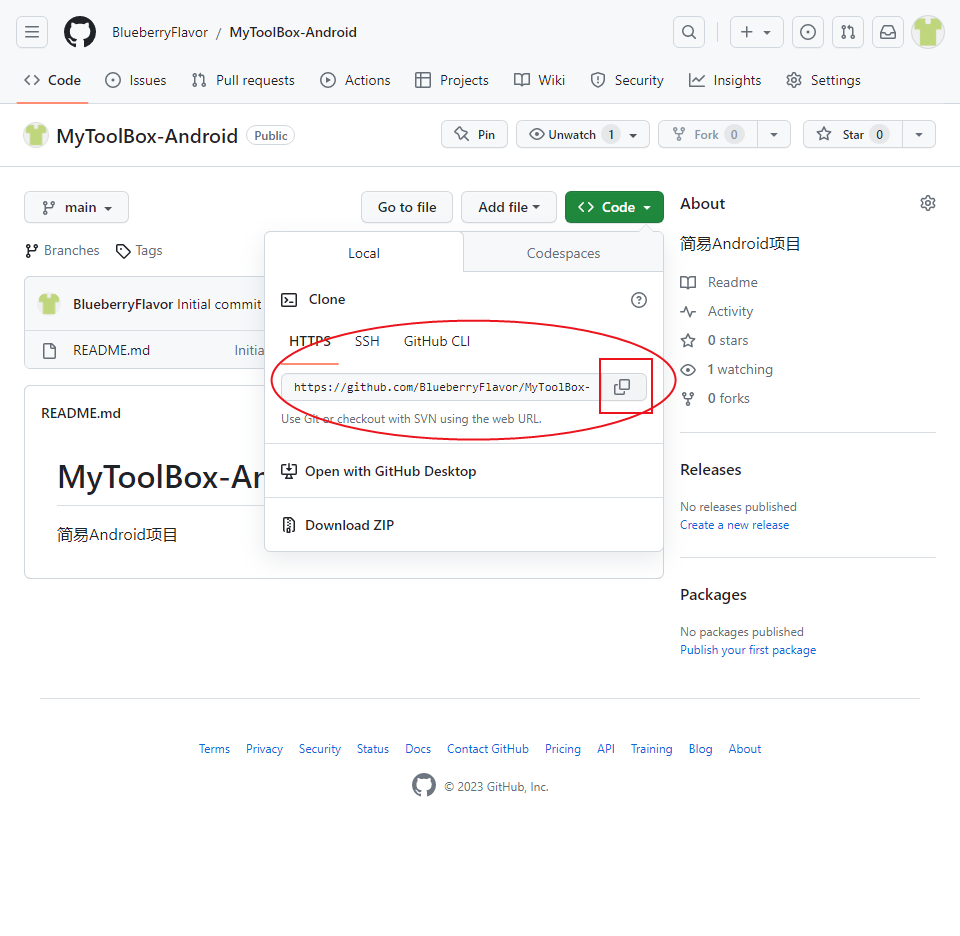 BlueberryFlavor / MyToolBox-Android
Code Issues Pull requests Actions Projects Wiki Security Insights Settings
MyToolBox-Android Public
Pin Unwatch 1 Fork 0 Star 0
main Go to file Add file Code
Branches Tags
BlueberryFlavor Initial commit
README.md Initia
README.md
MyToolBox-An
简易Android项目
Local Codespaces
Clone
HTTPS SSH GitHub CLI
https://github.com/BlueberryFlavor/MyToolBox-
Use Git or checkout with SVN using the web URL.
Open with GitHub Desktop
Download ZIP
About
简易Android项目
Readme
Activity
0 stars
1 watching
0 forks
Releases
No releases published
Create a new release
Packages
No packages published
Publish your first package
Terms Privacy Security Status Docs Contact GitHub Pricing API Training Blog About
© 2023 GitHub, Inc.